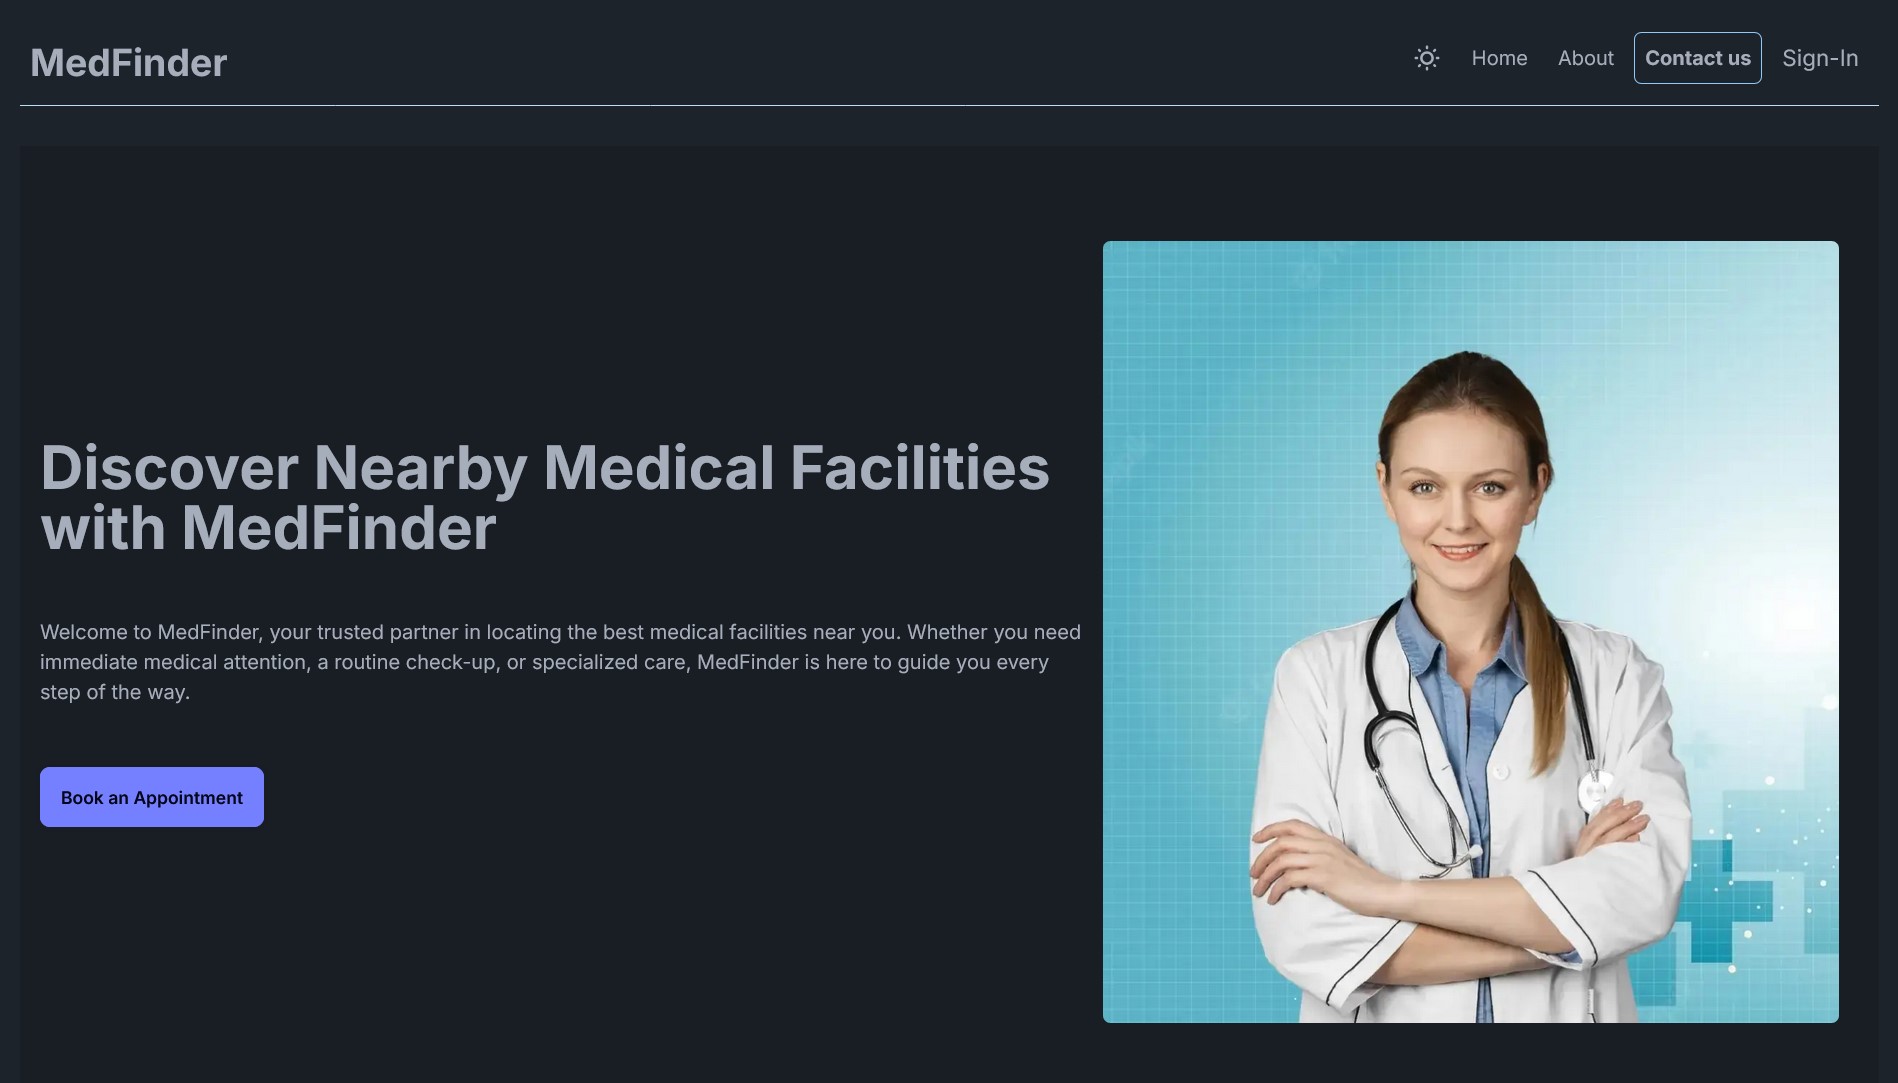 MedFinder
Home
About
Contact us
Sign-In
Discover Nearby Medical Facilities
with MedFinder
Welcome to MedFinder, your trusted partner in locating the best medical facilities near you. Whether you need
immediate medical attention, a routine check-up, or specialized care, MedFinder is here to guide you every
step of the way.
Book an Appointment